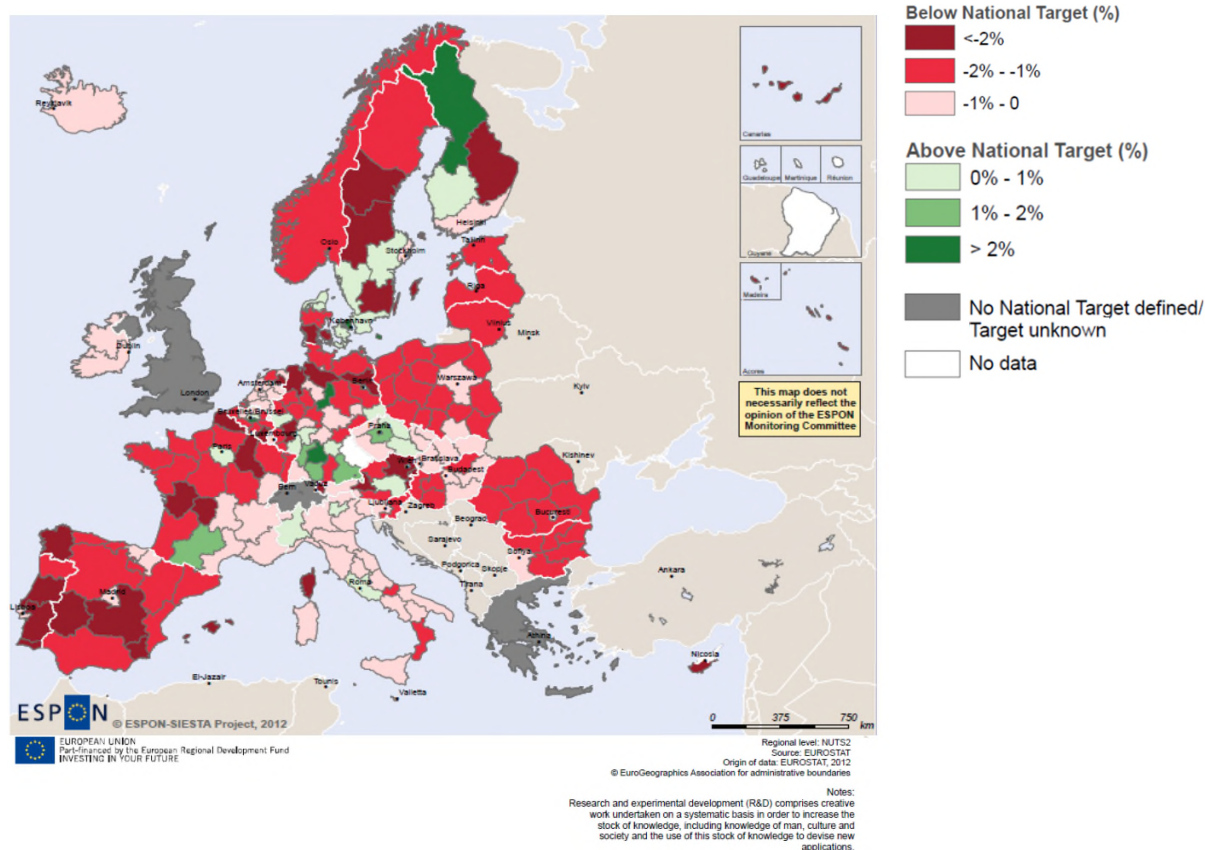 Below National Target (%)
<-2%
-2% - -1%
-1% - 0
Above National Target (%)
0% - 1%
1% - 2%
> 2%
No National Target defined/
Target unknown
No data
Canarias
Guadeloupe
Martinique
Réunion
Guyane
Madeira
Acores
This map does not
necessarily reflect the
opinion of the ESPON
Monitoring Committee
Reykjavik
Oslo
Stockholm
Helsinki
Tallinn
Riga
Vilnius
Minsk
København
Dublin
London
Amsterdam
Berlin
Warszawa
Kyiv
Bruxelles/Brussel
Luxembourg
Praha
Paris
Wien
Bratislava
Budapest
Kishinev
Bern
Vaduz
Ljubljana
Zagreb
Bucuresti
Beograd
Sarajevo
Sofiya
Podgorica
Skopje
Tirana
Roma
Madrid
Lisboa
Ankara
Athina
Nicosia
El-Jazair
Tounis
Valletta
ESPON
© ESPON-SIESTA Project, 2012
EUROPEAN UNION
Part-financed by the European Regional Development Fund
INVESTING IN YOUR FUTURE
0 375 750
km
Regional level: NUTS2
Source: EUROSTAT
Origin of data: EUROSTAT, 2012
© EuroGeographics Association for administrative boundaries
Notes:
Research and experimental development (R&D) comprises creative
work undertaken on a systematic basis in order to increase the
stock of knowledge, including knowledge of man, culture and
society and the use of this stock of knowledge to devise new
applications.